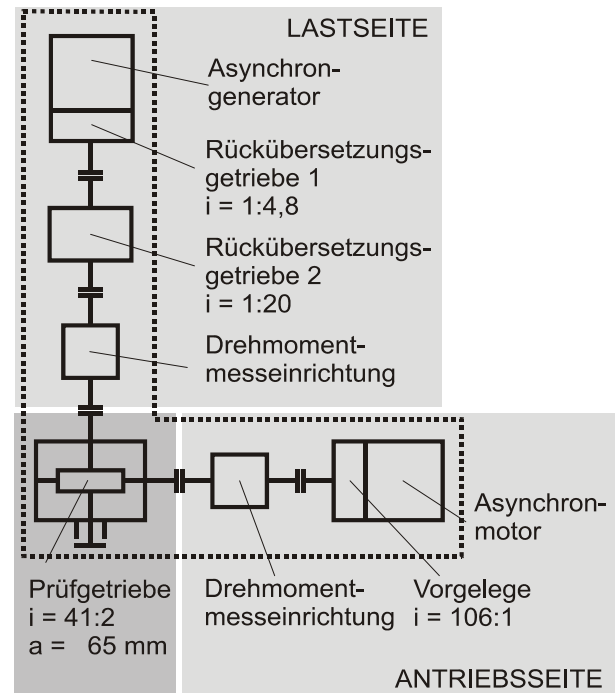 LASTSEITE
Asynchron-
generator
Rückübersetzungs-
getriebe 1
i = 1:4,8
Rückübersetzungs-
getriebe 2
i = 1:20
Drehmoment-
messeinrichtung
Asynchron-
motor
Prüfgetriebe
i = 41:2
a = 65 mm
Drehmoment-
messeinrichtung
Vorgelege
i = 106:1
ANTRIEBSSEITE